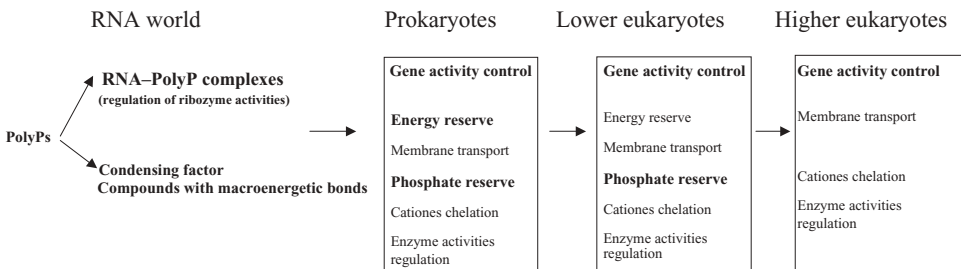 RNA world
Prokaryotes
Lower eukaryotes
Higher eukaryotes
PolyPs
RNA–PolyP complexes
(regulation of ribozyme activities)
Condensing factor
Compounds with macroenergetic bonds
Gene activity control
Energy reserve
Membrane transport
Phosphate reserve
Cationes chelation
Enzyme activities
regulation
Gene activity control
Energy reserve
Membrane transport
Phosphate reserve
Cationes chelation
Enzyme activities
regulation
Gene activity control
Membrane transport
Cationes chelation
Enzyme activities
regulation